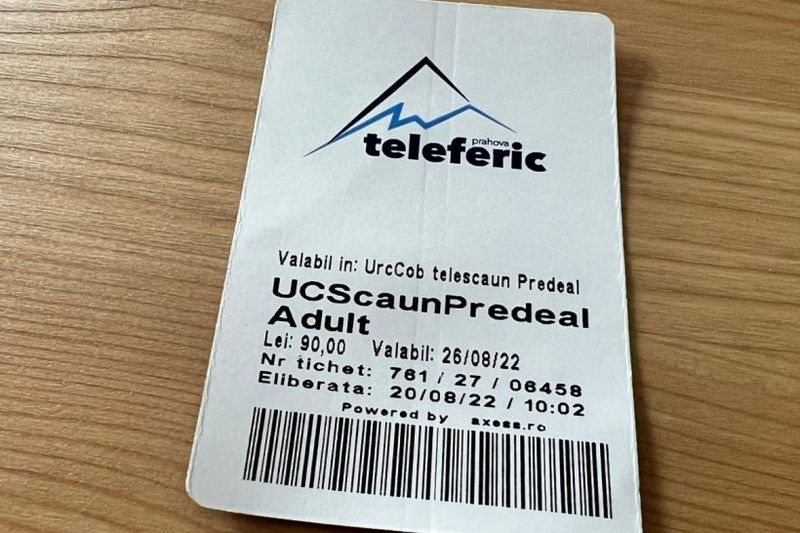 prahova
teleferic
Valabil in: UrcCob telescaun Predeal
UCScaunPredeal
Adult
Lei: 90,00 Valabil: 26/08/22
Nr tichet: 761 / 27 / 06458
Eliberata: 20/08/22 / 10:02
Powered by axess.ro